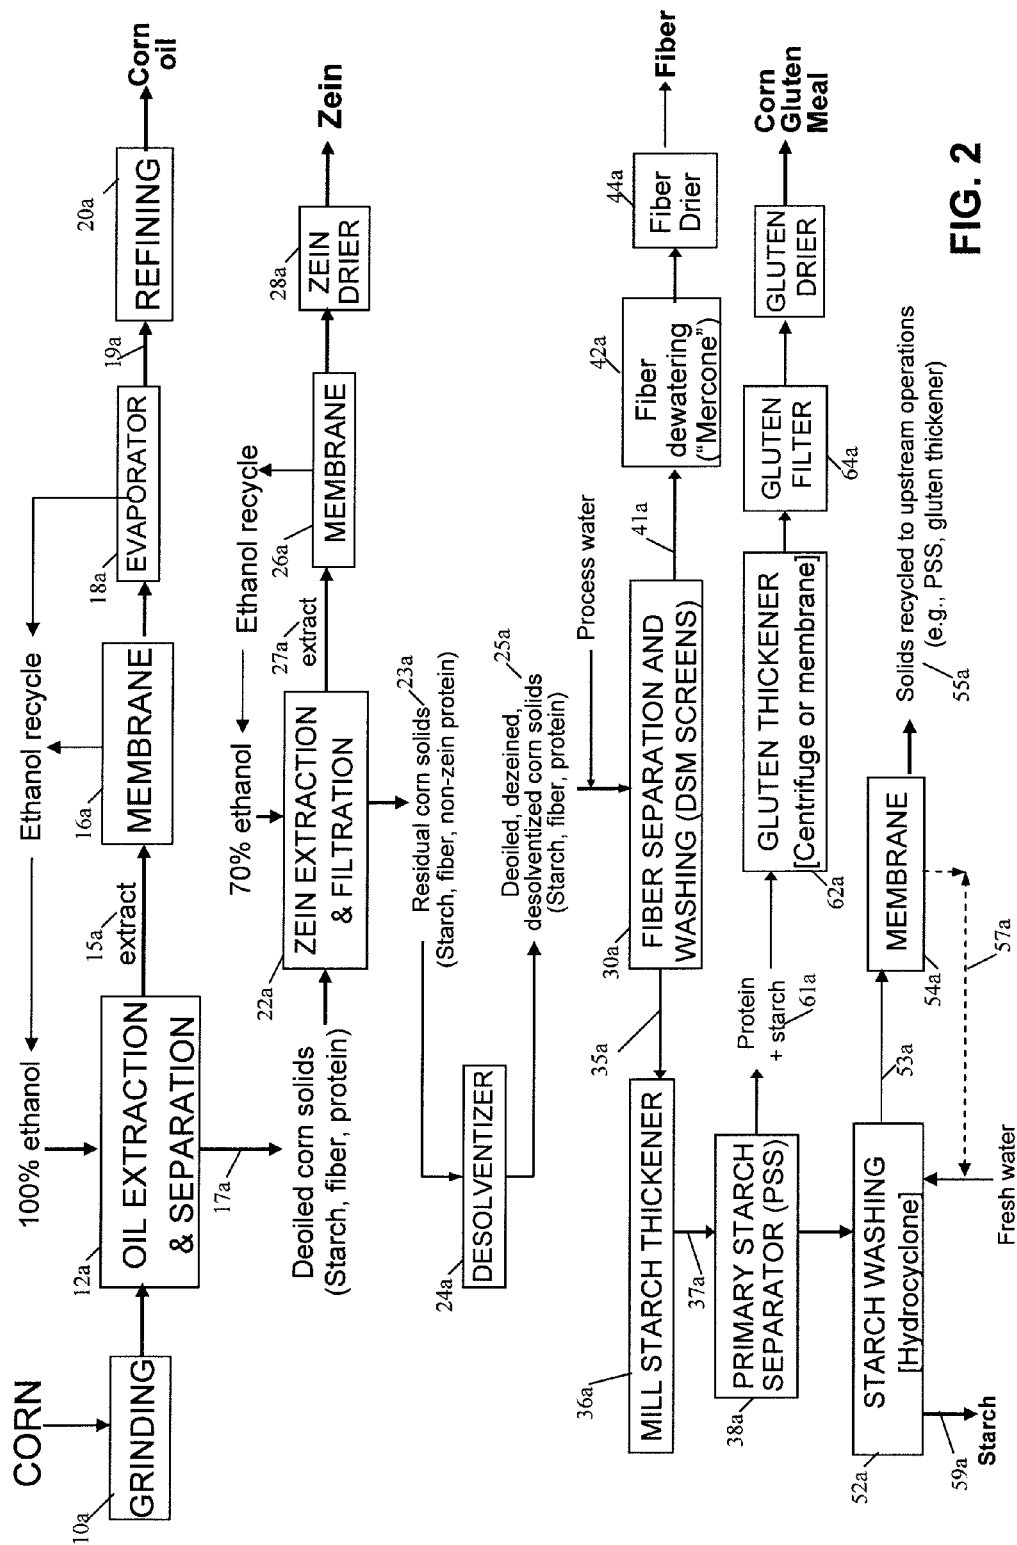 CORN
10a
GRINDING
100% ethanol
Ethanol recycle
12a
OIL EXTRACTION
& SEPARATION
15a
extract
16a
MEMBRANE
18a
EVAPORATOR
19a
20a
REFINING
Corn
oil
17a
Deoiled corn solids
(Starch, fiber, protein)
70% ethanol
Ethanol recycle
22a
ZEIN EXTRACTION
& FILTRATION
27a
extract
26a
MEMBRANE
28a
ZEIN
DRIER
Zein
Residual corn solids
23a
(Starch, fiber, non-zein protein)
24a
DESOLVENTIZER
25a
Deoiled, dezeined,
desolventized corn solids
(Starch, fiber, protein)
Process water
30a
FIBER SEPARATION AND
WASHING (DSM SCREENS)
41a
42a
Fiber
dewatering
(“Mercone”)
44a
Fiber
Drier
Fiber
35a
36a
MILL STARCH THICKENER
37a
38a
PRIMARY STARCH
SEPARATOR (PSS)
Protein
+ starch
61a
62a
GLUTEN THICKENER
[Centrifuge or membrane]
GLUTEN
FILTER
64a
GLUTEN
DRIER
Corn
Gluten
Meal
52a
STARCH WASHING
[Hydrocyclone]
53a
54a
MEMBRANE
Solids recycled to upstream operations
(e.g., PSS, gluten thickener)
55a
57a
Fresh water
59a
Starch
FIG. 2